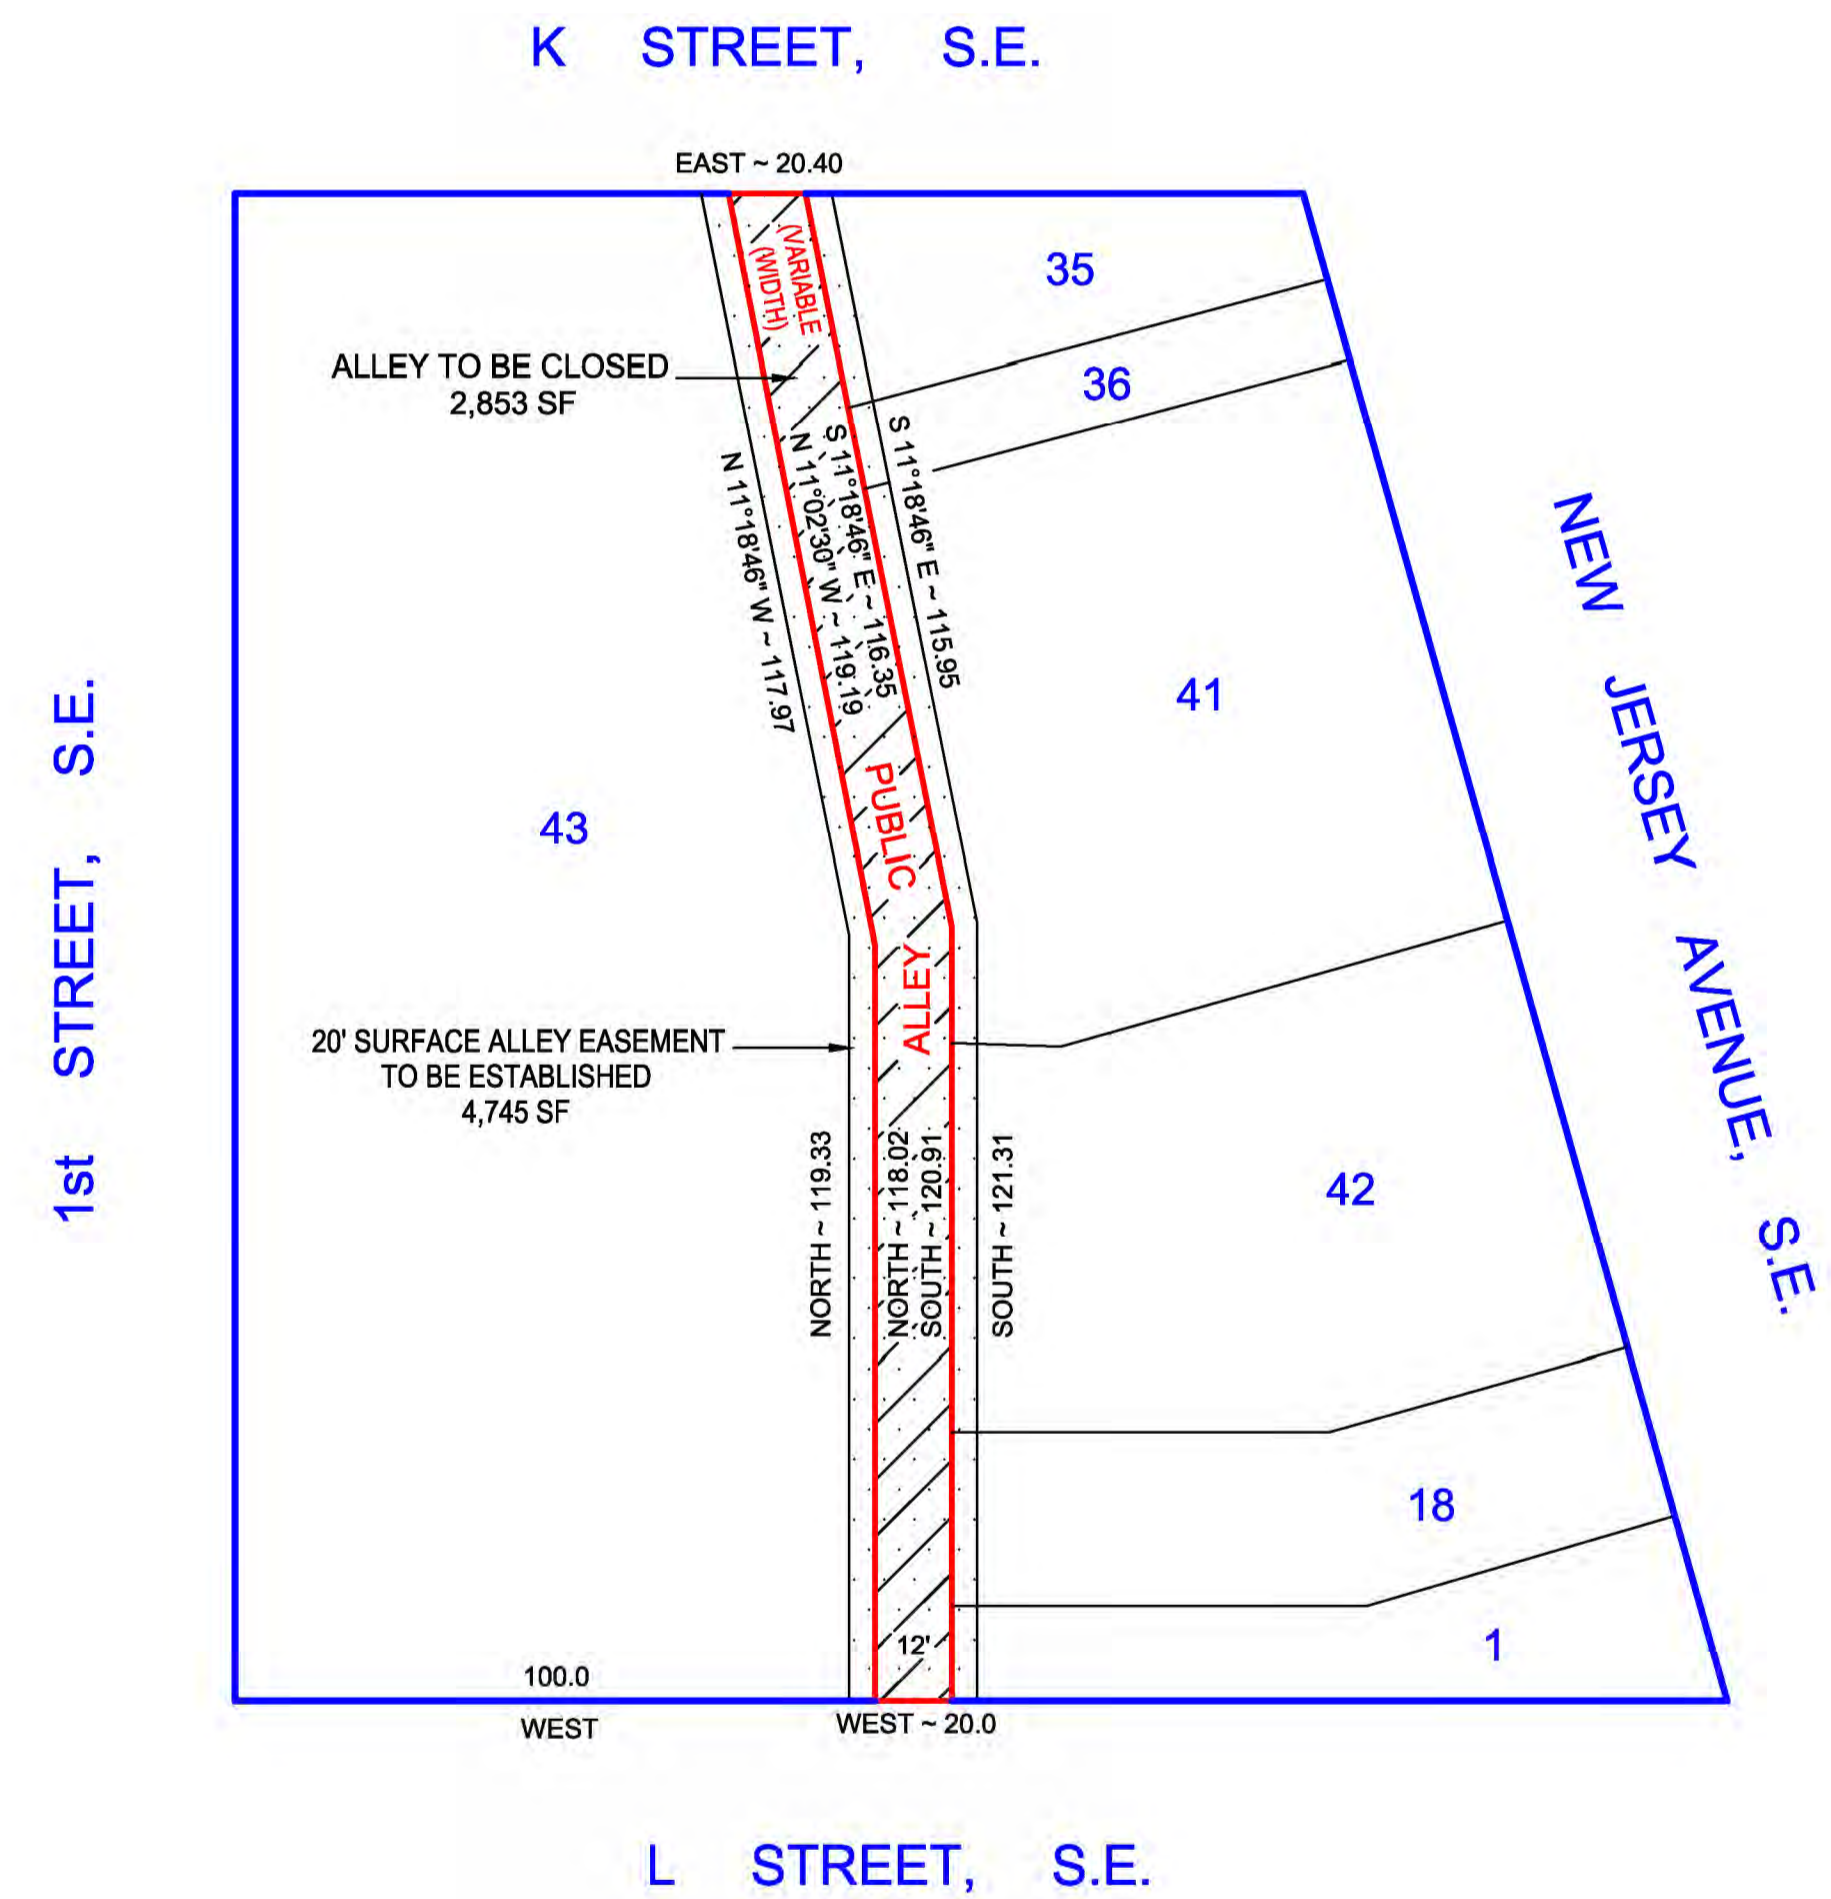 K STREET, S.E.
EAST ~ 20.40
(VARIABLE
(WIDTH)
35
ALLEY TO BE CLOSED
2,853 SF
36
N 11°18'46" W ~ 117.97
N 11°02'30" W ~ 119.19
S 11°18'46" E ~ 116.35
S 11°18'46" E ~ 115.95
NEW JERSEY AVENUE, S.E.
41
1st STREET, S.E.
43
PUBLIC
ALLEY
20' SURFACE ALLEY EASEMENT
TO BE ESTABLISHED
4,745 SF
NORTH ~ 119.33
NORTH ~ 118.02
SOUTH ~ 120.91
SOUTH ~ 121.31
42
18
12'
1
100.0
WEST
WEST ~ 20.0
L STREET, S.E.